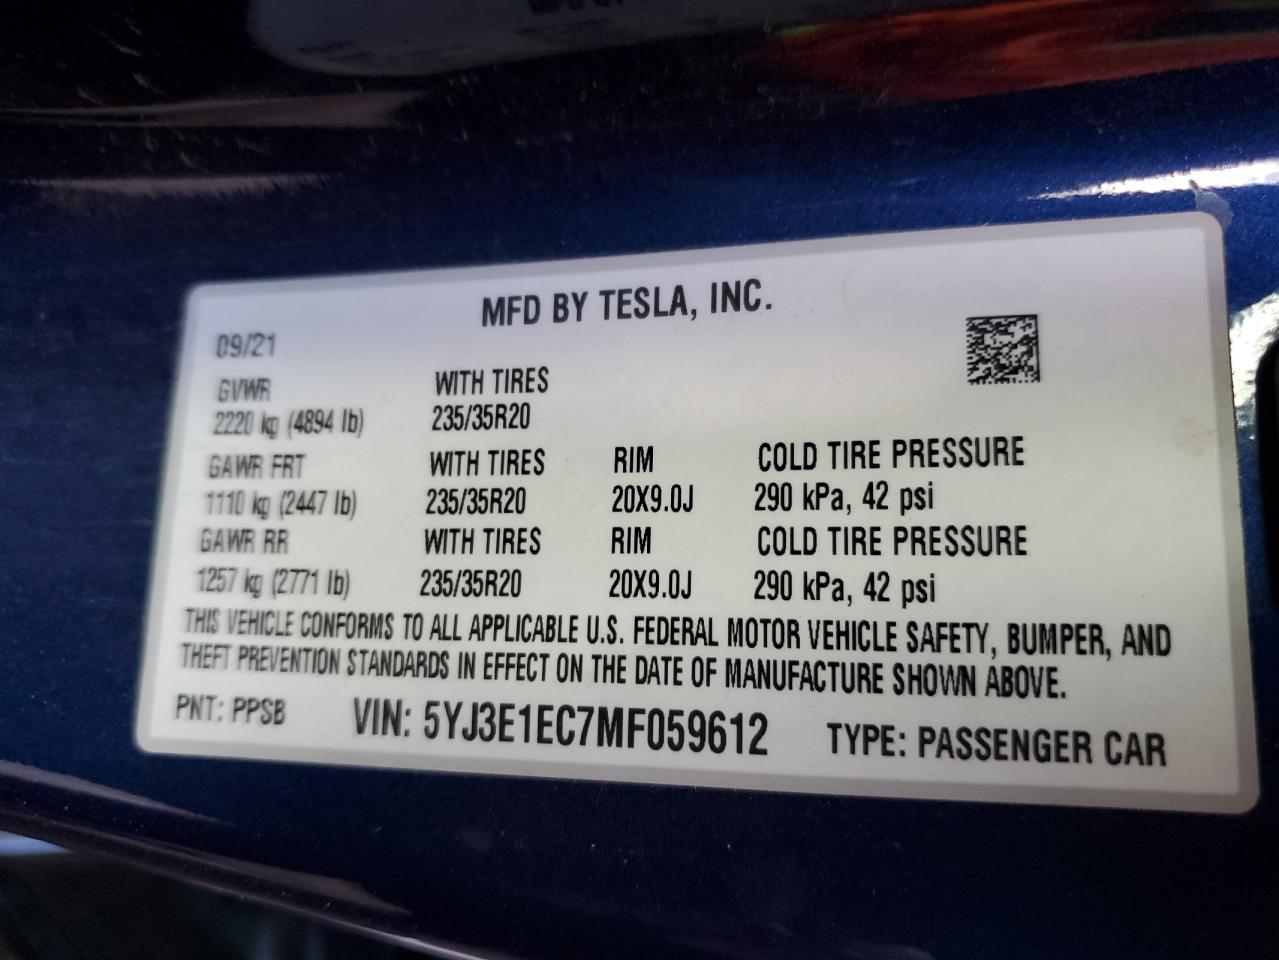 MFD BY TESLA, INC.
09/21
GVWR WITH TIRES
2220 kg (4894 lb) 235/35R20
GAWR FRT WITH TIRES RIM COLD TIRE PRESSURE
1110 kg (2447 lb) 235/35R20 20X9.0J 290 kPa, 42 psi
GAWR RR WITH TIRES RIM COLD TIRE PRESSURE
1257 kg (2771 lb) 235/35R20 20X9.0J 290 kPa, 42 psi
THIS VEHICLE CONFORMS TO ALL APPLICABLE U.S. FEDERAL MOTOR VEHICLE SAFETY, BUMPER, AND
THEFT PREVENTION STANDARDS IN EFFECT ON THE DATE OF MANUFACTURE SHOWN ABOVE.
PNT: PPSB VIN: 5YJ3E1EC7MF059612 TYPE: PASSENGER CAR